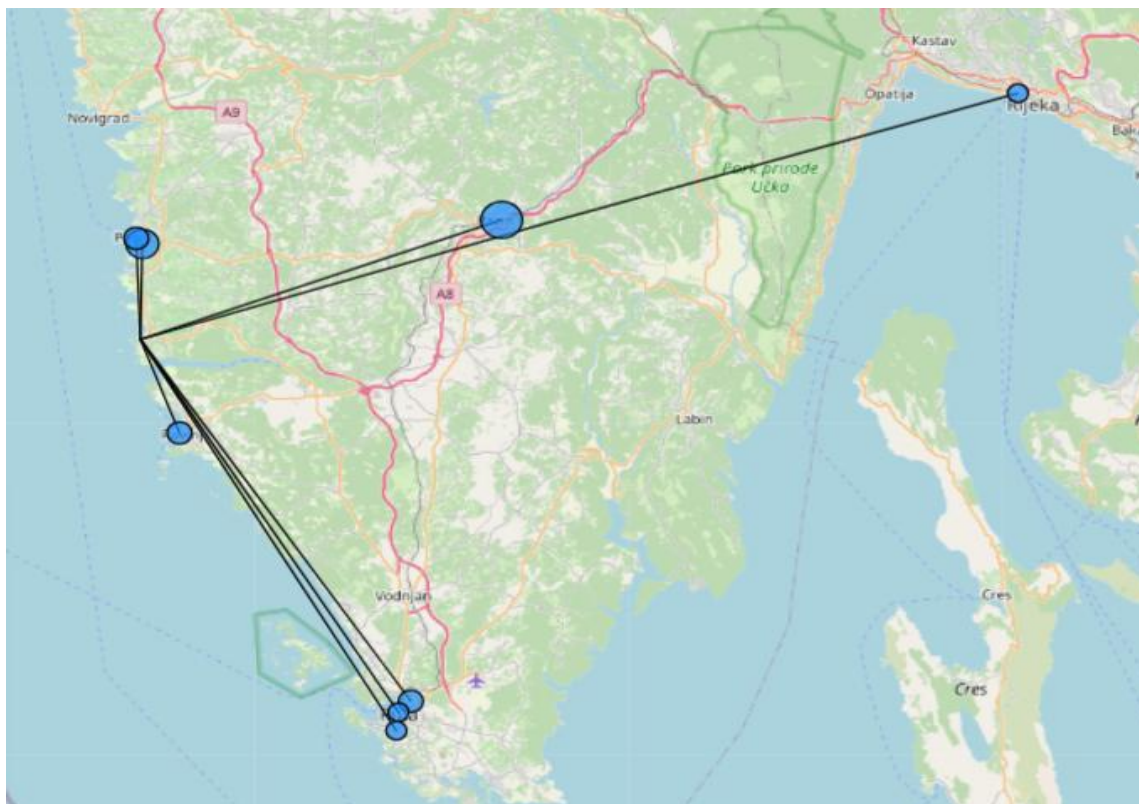 Kastav
Opatija
Rijeka
Novigrad
A9
Park prirode
Učka
A8
Labin
Vodnjan
Cres
Cres